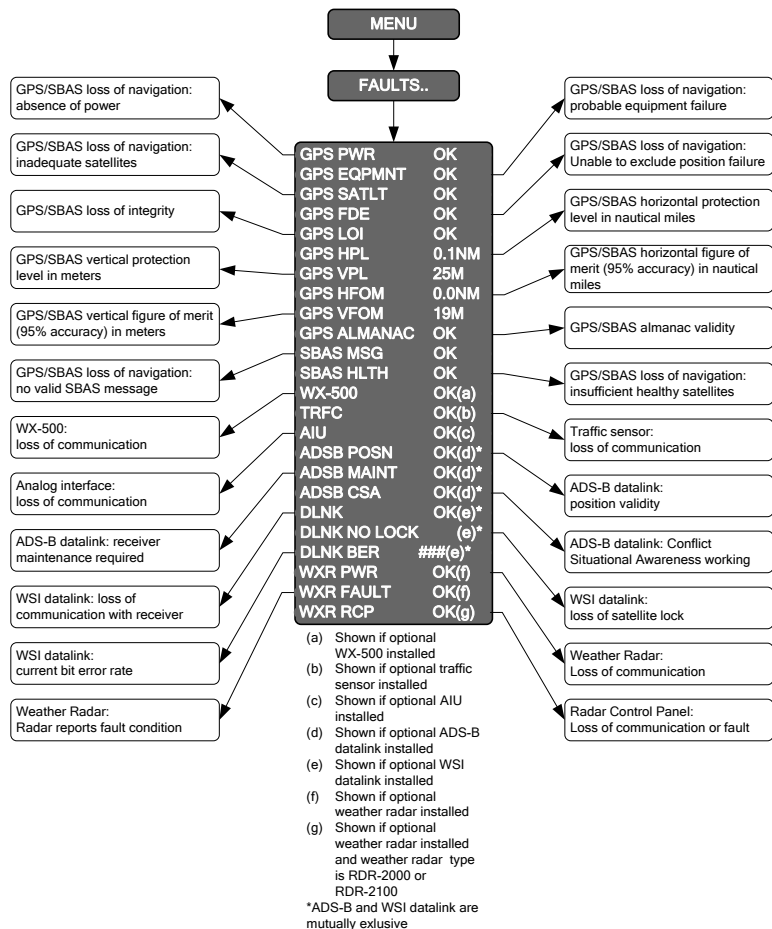 MENU
FAULTS..
GPS/SBAS loss of navigation:
absence of power
GPS/SBAS loss of navigation:
inadequate satellites
GPS/SBAS loss of integrity
GPS/SBAS vertical protection
level in meters
GPS/SBAS vertical figure of merit
(95% accuracy) in meters
GPS/SBAS loss of navigation:
no valid SBAS message
WX-500:
loss of communication
Analog interface:
loss of communication
ADS-B datalink: receiver
maintenance required
WSI datalink: loss of
communication with receiver
WSI datalink:
current bit error rate
Weather Radar:
Radar reports fault condition
GPS PWR OK
GPS EQPMNT OK
GPS SATLT OK
GPS FDE OK
GPS LOI OK
GPS HPL 0.1NM
GPS VPL 25M
GPS HFOM 0.0NM
GPS VFOM 19M
GPS ALMANAC OK
SBAS MSG OK
SBAS HLTH OK
WX-500 OK(a)
TRFC OK(b)
AIU OK(c)
ADSB POSN OK(d)*
ADSB MAINT OK(d)*
ADSB CSA OK(d)*
DLNK OK(e)*
DLNK NO LOCK (e)*
DLNK BER ###(e)*
WXR PWR OK(f)
WXR FAULT OK(f)
WXR RCP OK(g)
GPS/SBAS loss of navigation:
probable equipment failure
GPS/SBAS loss of navigation:
Unable to exclude position failure
GPS/SBAS horizontal protection
level in nautical miles
GPS/SBAS horizontal figure of
merit (95% accuracy) in nautical
miles
GPS/SBAS almanac validity
GPS/SBAS loss of navigation:
insufficient healthy satellites
Traffic sensor:
loss of communication
ADS-B datalink:
position validity
ADS-B datalink: Conflict
Situational Awareness working
WSI datalink:
loss of satellite lock
Weather Radar:
Loss of communication
Radar Control Panel:
Loss of communication or fault
(a) Shown if optional
WX-500 installed
(b) Shown if optional traffic
sensor installed
(c) Shown if optional AIU
installed
(d) Shown if optional ADS-B
datalink installed
(e) Shown if optional WSI
datalink installed
(f) Shown if optional
weather radar installed
(g) Shown if optional
weather radar installed
and weather radar type
is RDR-2000 or
RDR-2100
*ADS-B and WSI datalink are
mutually exlusive